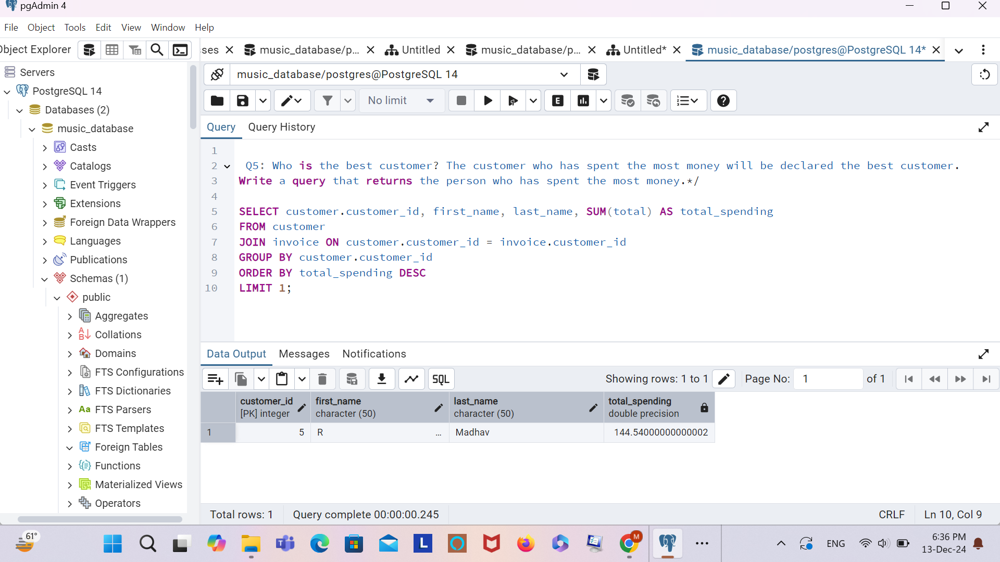 pgAdmin 4
File Object Tools Edit View Window Help
Object Explorer
ses music_database/p... Untitled music_database/p... Untitled* music_database/postgres@PostgreSQL 14*
Servers
PostgreSQL 14
Databases (2)
music_database
Casts
Catalogs
Event Triggers
Extensions
Foreign Data Wrappers
Languages
Publications
Schemas (1)
public
Aggregates
Collations
Domains
FTS Configurations
FTS Dictionaries
Aa FTS Parsers
FTS Templates
Foreign Tables
Functions
Materialized Views
Operators
music_database/postgres@PostgreSQL 14
No limit E
Query Query History
1
2 Q5: Who is the best customer? The customer who has spent the most money will be declared the best customer.
3 Write a query that returns the person who has spent the most money.*/
4
5 SELECT customer.customer_id, first_name, last_name, SUM(total) AS total_spending
6 FROM customer
7 JOIN invoice ON customer.customer_id = invoice.customer_id
8 GROUP BY customer.customer_id
9 ORDER BY total_spending DESC
10 LIMIT 1;
Data Output Messages Notifications
SQL Showing rows: 1 to 1 Page No: 1 of 1
customer_id first_name last_name total_spending
[PK] integer character (50) character (50) double precision
1 5 R ... Madhav 144.54000000000002
Total rows: 1 Query complete 00:00:00.245 CRLF Ln 10, Col 9
61° L M ENG 6:36 PM
13-Dec-24